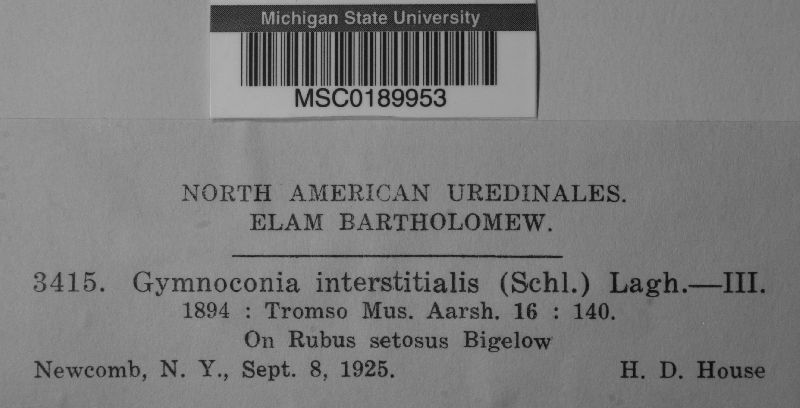 Michigan State University
MSC0189953
NORTH AMERICAN UREDINALES.
ELAM BARTHOLOMEW.
3415. Gymnoconia interstitialis (Schl.) Lagh.—III.
1894 : Tromso Mus. Aarsh. 16 : 140.
On Rubus setosus Bigelow
Newcomb, N. Y., Sept. 8, 1925. H. D. House